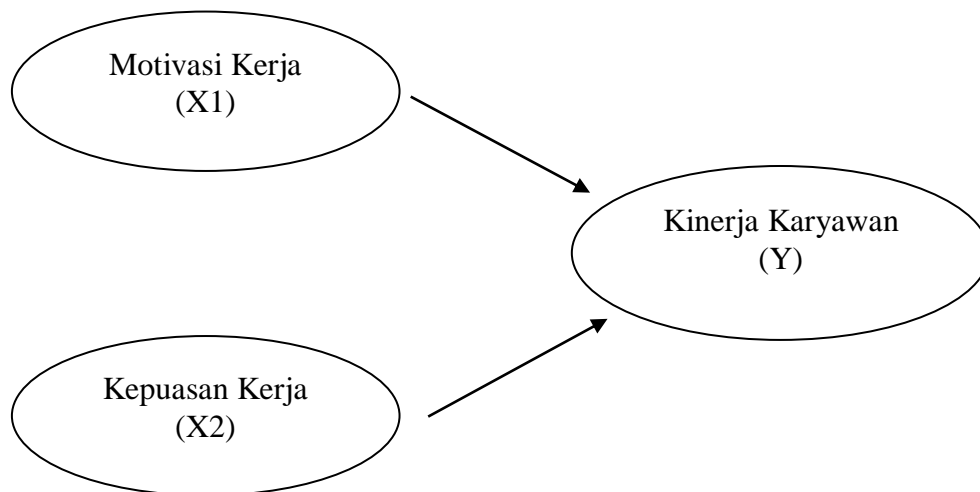 Motivasi Kerja
(X1)
Kinerja Karyawan
(Y)
Kepuasan Kerja
(X2)